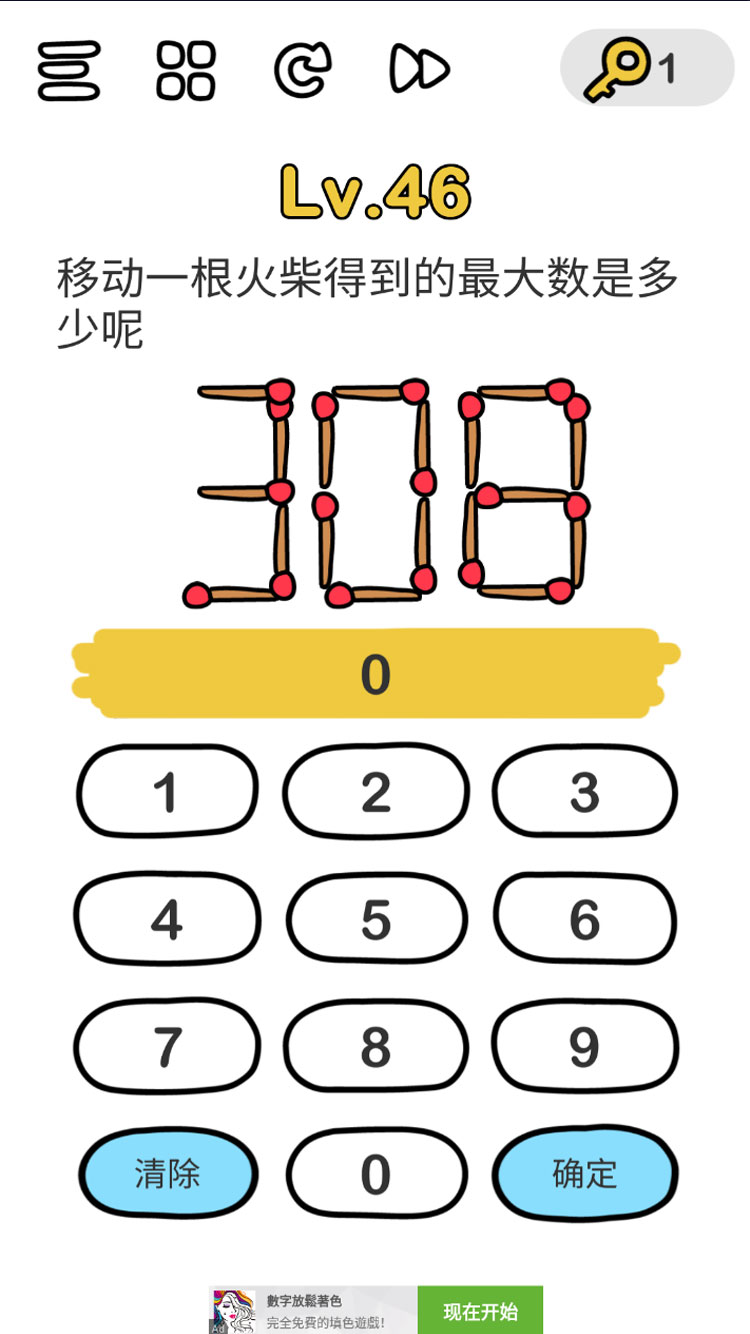 1
Lv.46
移动一根火柴得到的最大数是多
少呢
308
0
1 2 3
4 5 6
7 8 9
清除 0 确定
數字放鬆著色
完全免費的填色遊戲!
Ad
现在开始